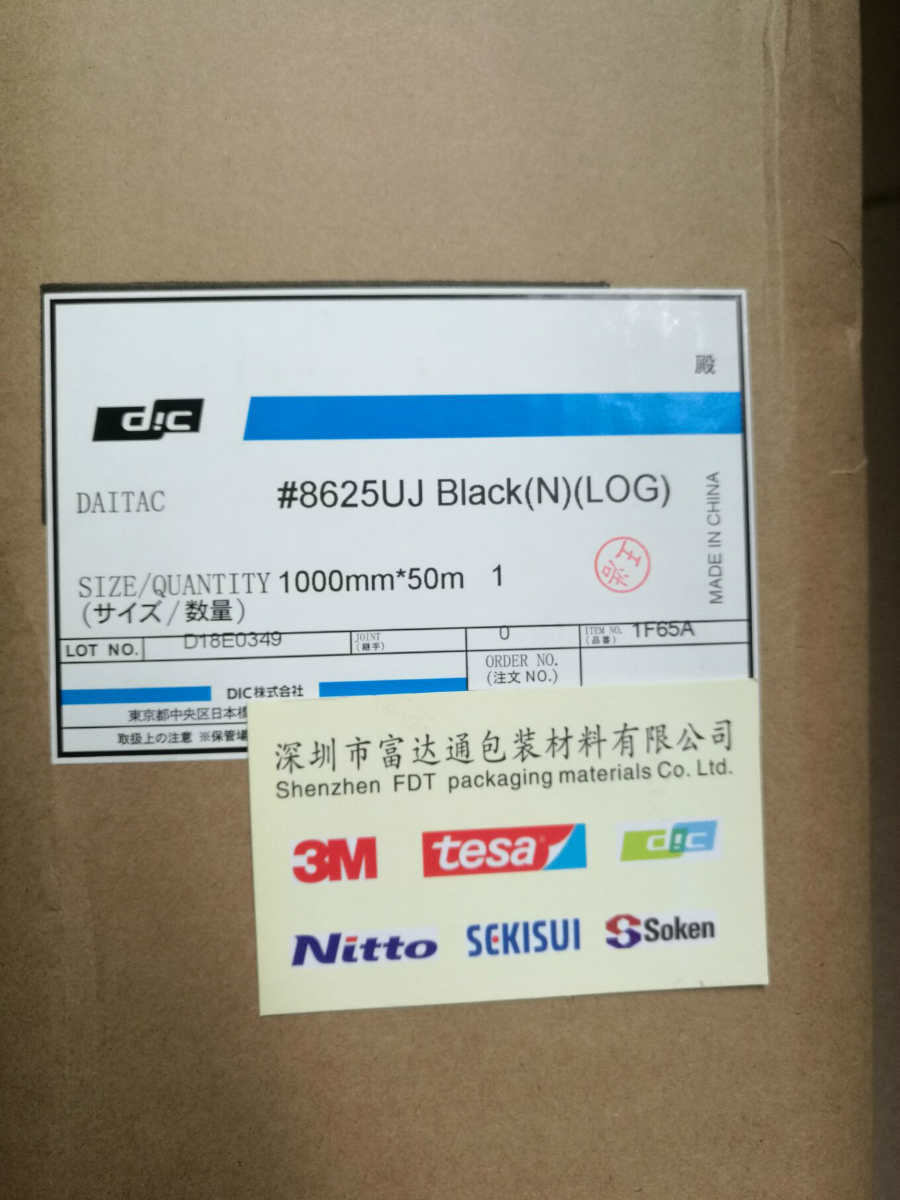 殿
dic
DAITAC #8625UJ Black(N)(LOG)
MADE IN CHINA
SIZE/QUANTITY 1000mm*50m 1
(サイズ/数量)
LOT NO. D18E0349 JOINT (継手) 0 ITEM NO. (品番) 1F65A
ORDER NO.
(注文 NO.)
DIC株式会社
東京都中央区日本橋
取扱上の注意 ※保管場
深圳市富达通包装材料有限公司
Shenzhen FDT packaging materials Co. Ltd.
3M tesa dic
Nitto SEKISUI Soken